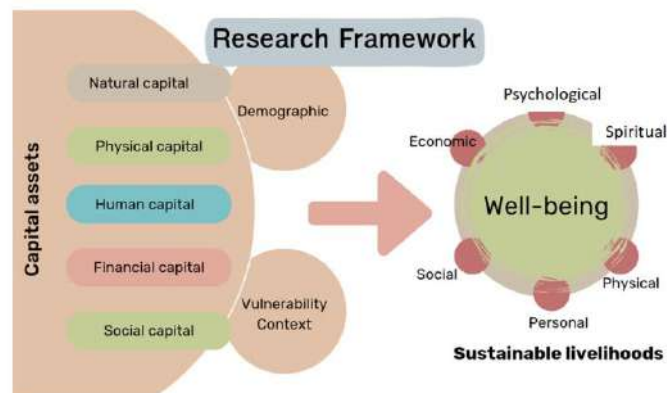 Research Framework
Capital assets
Natural capital
Physical capital
Human capital
Financial capital
Social capital
Demographic
Vulnerability
Context
Psychological
Spiritual
Economic
Well-being
Social
Physical
Personal
Sustainable livelihoods